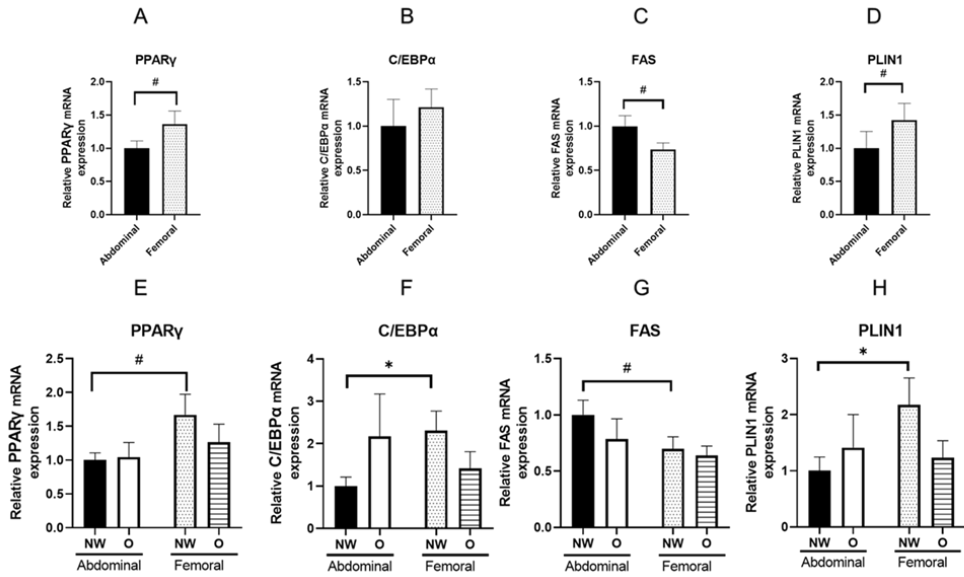 A
B
C
D
PPARγ
C/EBPα
FAS
PLIN1
#
#
#
Relative PPARγ mRNA
expression
2.0
1.5
1.0
0.5
0.0
Abdominal
Femoral
Relative C/EBPα mRNA
expression
1.5
1.0
0.5
0.0
Abdominal
Femoral
Relative FAS mRNA
expression
1.5
1.0
0.5
0.0
Abdominal
Femoral
Relative PLIN1 mRNA
expression
2.0
1.5
1.0
0.5
0.0
Abdominal
Femoral
E
F
G
H
PPARγ
C/EBPα
FAS
PLIN1
#
*
#
*
Relative PPARγ mRNA
expression
2.5
2.0
1.5
1.0
0.5
0.0
NW O NW O
Abdominal Femoral
Relative C/EBPα mRNA
expression
4
3
2
1
0
NW O NW O
Abdominal Femoral
Relative FAS mRNA
expression
1.5
1.0
0.5
0.0
NW O NW O
Abdominal Femoral
Relative PLIN1 mRNA
expression
3
2
1
0
NW O NW O
Abdominal Femoral